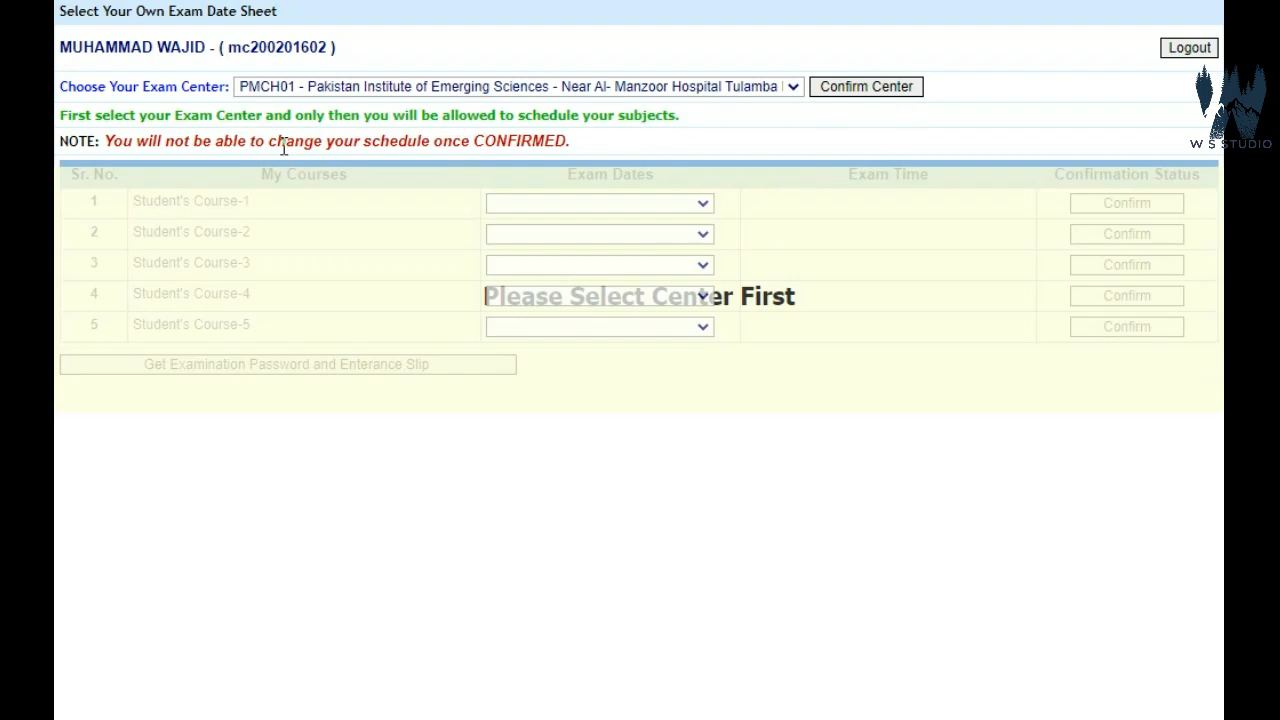 Select Your Own Exam Date Sheet
MUHAMMAD WAJID - ( mc200201602 )
Logout
Choose Your Exam Center: PMCH01 - Pakistan Institute of Emerging Sciences - Near Al- Manzoor Hospital Tulamba Confirm Center
First select your Exam Center and only then you will be allowed to schedule your subjects.
NOTE: You will not be able to change your schedule once CONFIRMED.
W S STUDIO
Sr. No. My Courses Exam Dates Exam Time Confirmation Status
1 Student's Course-1 Confirm
2 Student's Course-2 Confirm
3 Student's Course-3 Confirm
4 Student's Course-4 Confirm
Please Select Center First
5 Student's Course-5 Confirm
Get Examination Password and Enterance Slip